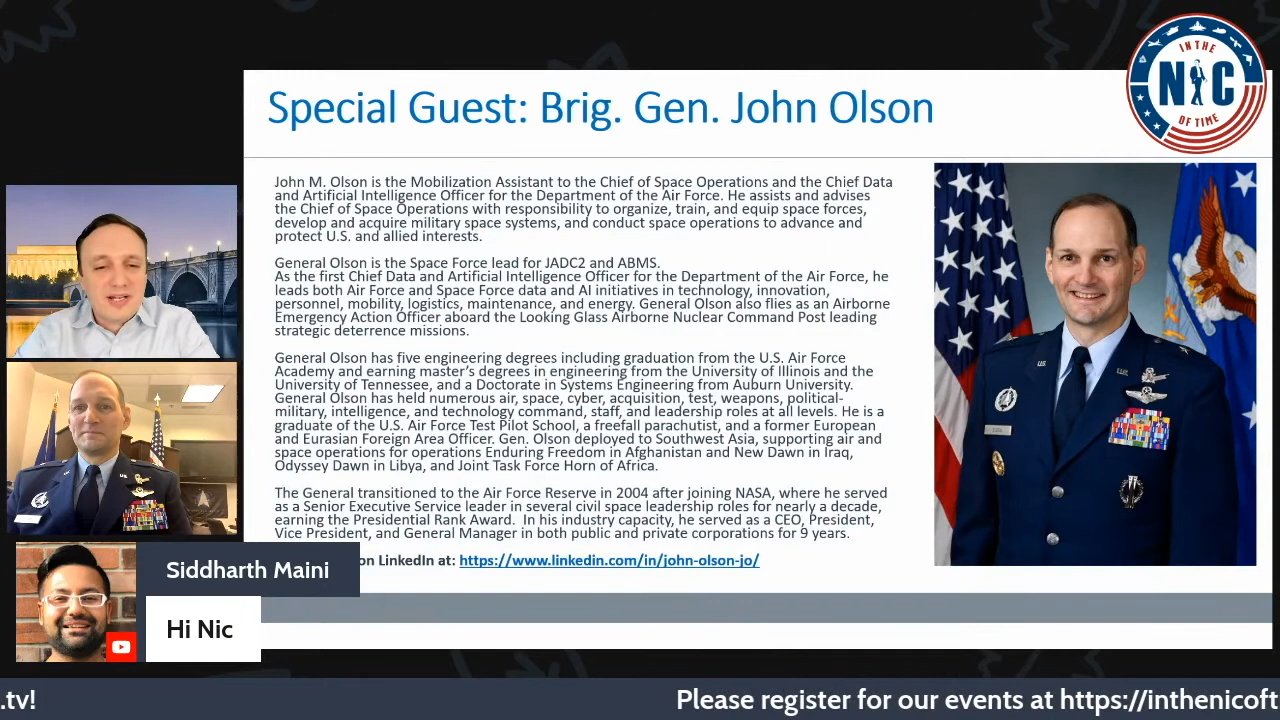 Special Guest: Brig. Gen. John Olson
IN THE
NIC
OF TIME
John M. Olson is the Mobilization Assistant to the Chief of Space Operations and the Chief Data
and Artificial Intelligence Officer for the Department of the Air Force. He assists and advises
the Chief of Space Operations with responsibility to organize, train, and equip space forces,
develop and acquire military space systems, and conduct space operations to advance and
protect U.S. and allied interests.
General Olson is the Space Force lead for JADC2 and ABMS.
As the first Chief Data and Artificial Intelligence Officer for the Department of the Air Force, he
leads both Air Force and Space Force data and AI initiatives in technology, innovation,
personnel, mobility, logistics, maintenance, and energy. General Olson also flies as an Airborne
Emergency Action Officer aboard the Looking Glass Airborne Nuclear Command Post leading
strategic deterrence missions.
General Olson has five engineering degrees including graduation from the U.S. Air Force
Academy and earning master's degrees in engineering from the University of Illinois and the
University of Tennessee, and a Doctorate in Systems Engineering from Auburn University.
General Olson has held numerous air, space, cyber, acquisition, test, weapons, political-
military, intelligence, and technology command, staff, and leadership roles at all levels. He is a
graduate of the U.S. Air Force Test Pilot School, a freefall parachutist, and a former European
and Eurasian Foreign Area Officer. Gen. Olson deployed to Southwest Asia, supporting air and
space operations for operations Enduring Freedom in Afghanistan and New Dawn in Iraq,
Odyssey Dawn in Libya, and Joint Task Force Horn of Africa.
The General transitioned to the Air Force Reserve in 2004 after joining NASA, where he served
as a Senior Executive Service leader in several civil space leadership roles for nearly a decade,
earning the Presidential Rank Award. In his industry capacity, he served as a CEO, President,
Vice President, and General Manager in both public and private corporations for 9 years.
on LinkedIn at: https://www.linkedin.com/in/john-olson-jo/
Siddharth Maini
Hi Nic
.tv!
Please register for our events at https://inthenicoft